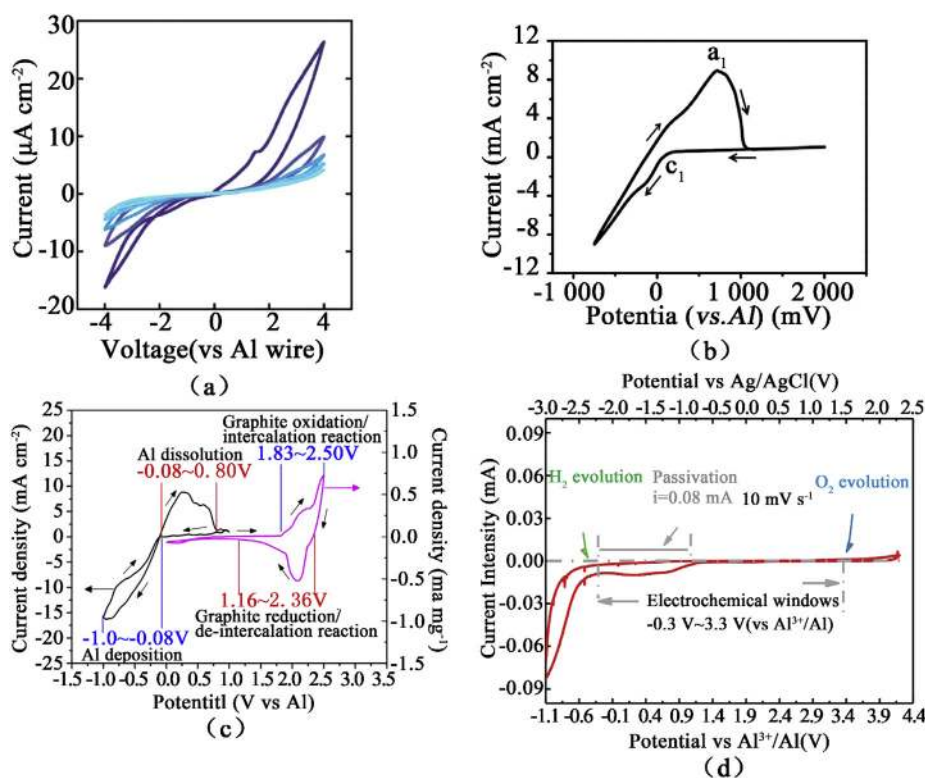 30
20
10
0
-10
-20
Current (μA cm⁻²)
-4 -2 0 2 4
Voltage(vs Al wire)
(a)
12
8
4
0
-4
-8
-12
Current (mA cm⁻²)
a₁
c₁
-1 000 0 1 000 2 000
Potentia (vs.Al) (mV)
(b)
25
20
15
10
5
0
-5
-10
-15
-20
-25
Current density (mA cm⁻²)
Graphite oxidation/
intercalation reaction
Al dissolution
1.83~2.50V
-0.08~0.80V
1.16~2.36V
Graphite reduction/
de-intercalation reaction
-1.0~-0.08V
Al deposition
1.5
1.0
0.5
0.0
-0.5
-1.0
-1.5
Current density (ma mg⁻¹)
-1.5 -1.0 -0.5 0.0 0.5 1.0 1.5 2.0 2.5 3.0
Potentitl (V vs Al)
(c)
Potential vs Ag/AgCl(V)
-3.0 -2.5 -2.0 -1.5 -1.0 -0.5 0.0 0.5 1.0 1.5 2.0 2.5
0.09
0.06
0.03
0.00
-0.03
-0.06
-0.09
Current Intensity (mA)
H₂ evolution
Passivation
i=0.08 mA
10 mV s⁻¹
O₂ evolution
Electrochemical windows
-0.3 V~3.3 V(vs Al³⁺/Al)
-1.1 -0.6 -0.1 0.4 0.9 1.4 1.9 2.4 2.9 3.4 3.9 4.4
Potential vs Al³⁺/Al(V)
(d)